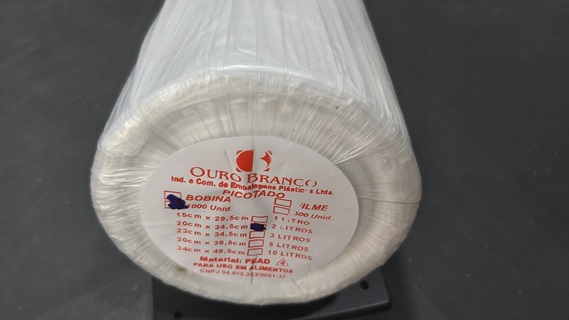 OURO BRANCO
Ind. e Com. de Embalagens Plásticas Ltda.
PICOTADO
BOBINA
1000 Unid.
FILME
500 Unid.
15cm x 29,5cm 1 LITRO
20cm x 34,5cm 2 LITROS
23cm x 34,5cm 3 LITROS
30cm x 39,5cm 5 LITROS
34cm x 49,5cm 10 LITROS
Material: PEAD
PARA USO EM ALIMENTOS
CNPJ